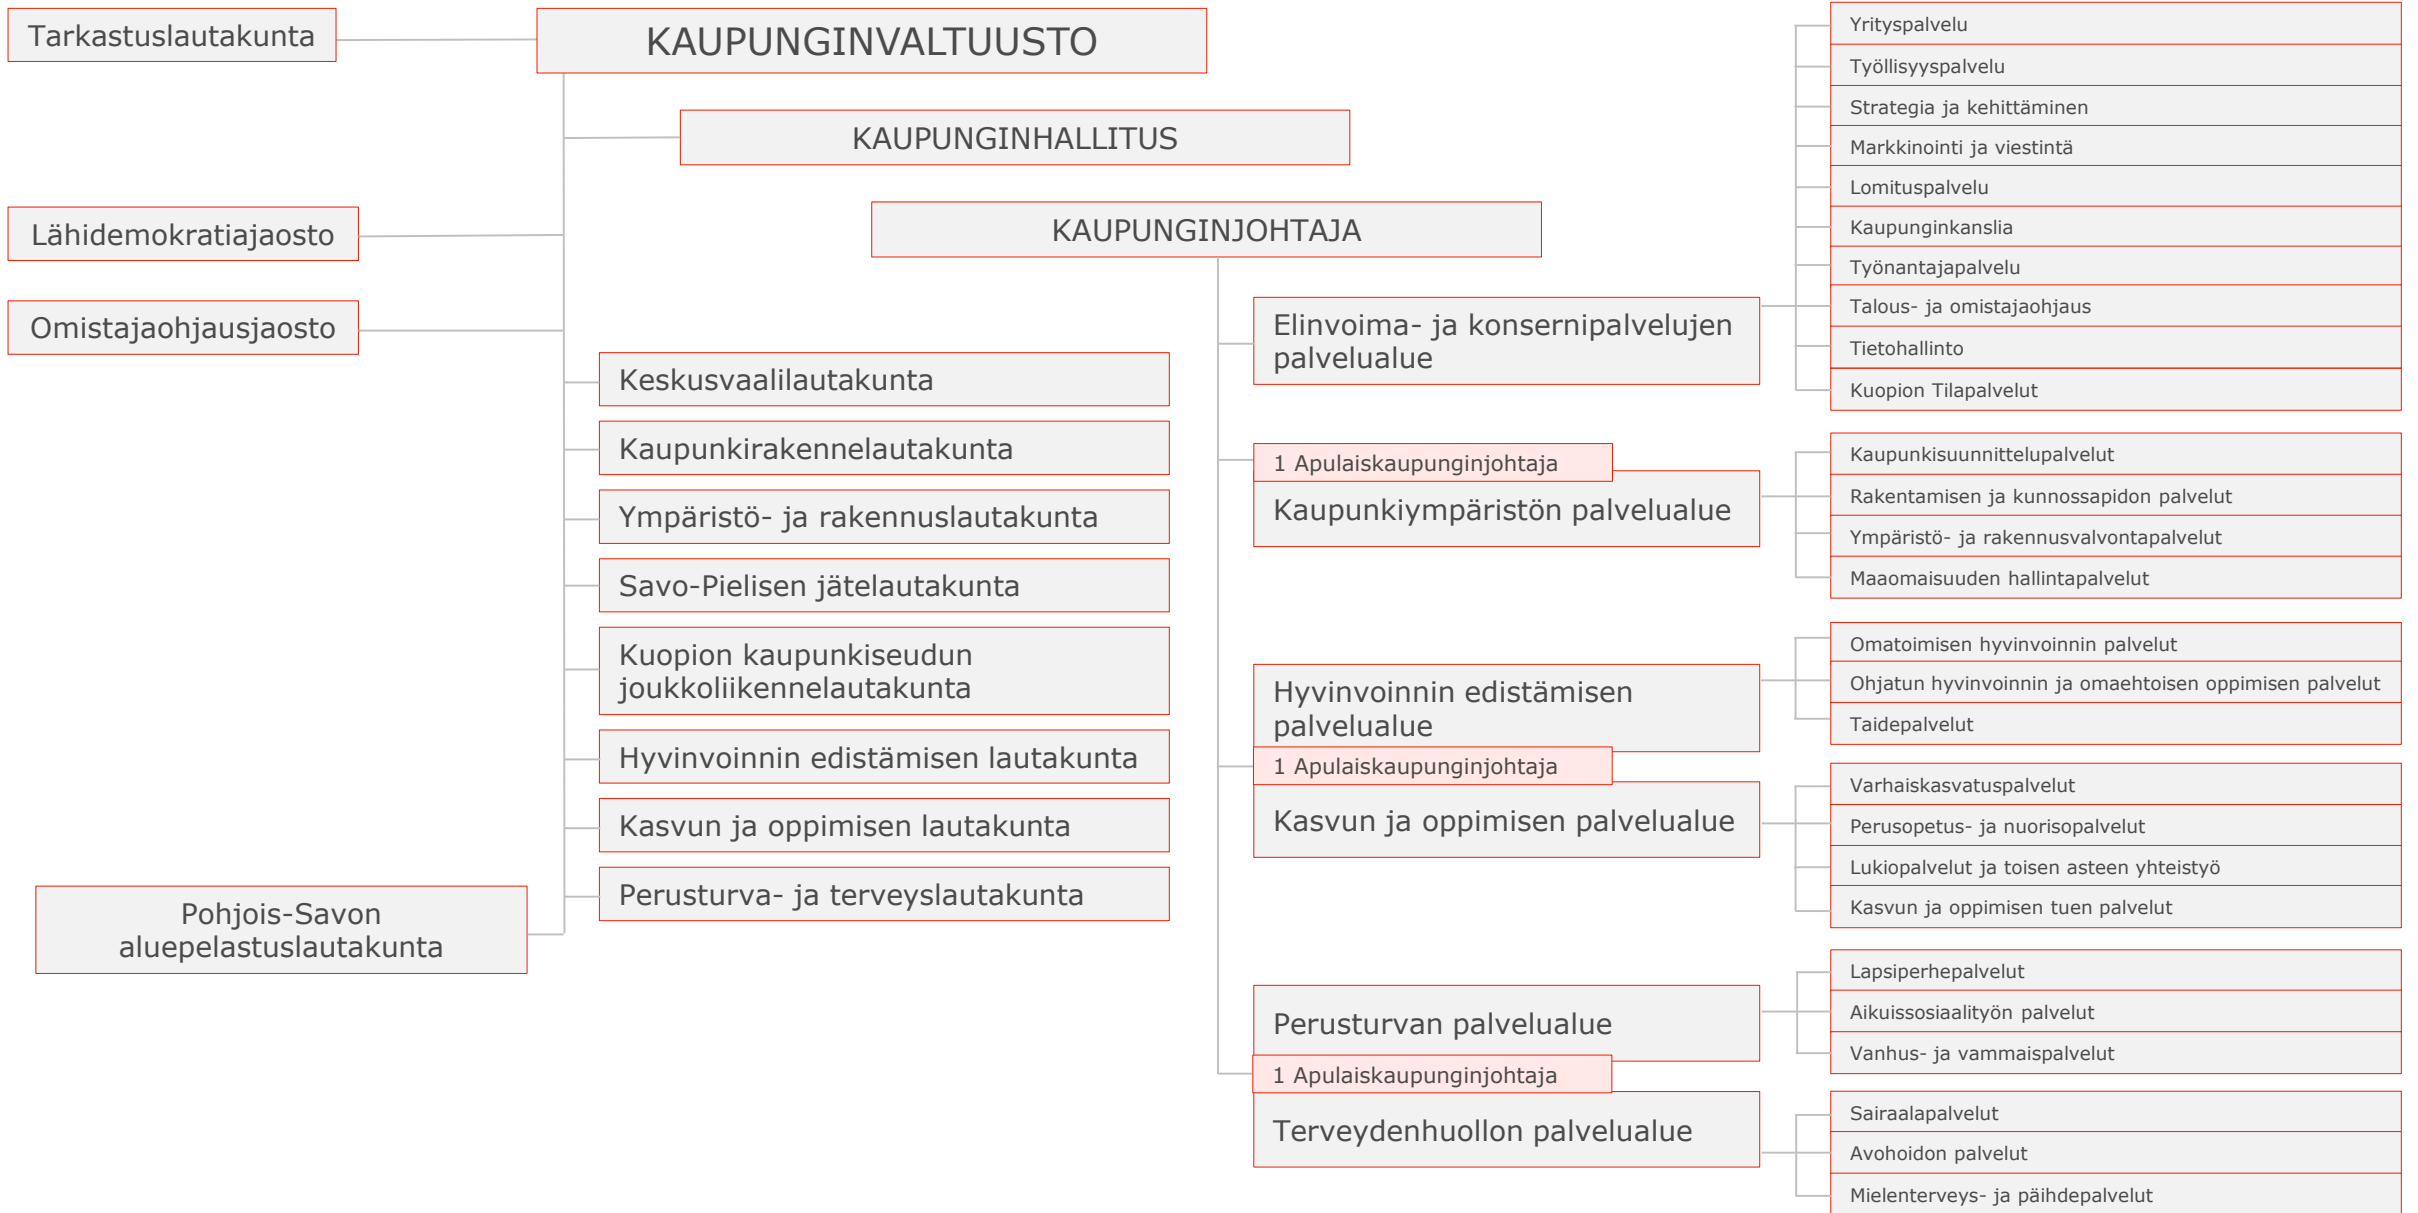 Tarkastuslautakunta
KAUPUNGINVALTUUSTO
KAUPUNGINHALLITUS
Lähidemokratiajaosto
KAUPUNGINJOHTAJA
Omistajaohjausjaosto
Keskusvaalilautakunta
Kaupunkirakennelautakunta
Ympäristö- ja rakennuslautakunta
Savo-Pielisen jätelautakunta
Kuopion kaupunkiseudun
joukkoliikennelautakunta
Hyvinvoinnin edistämisen lautakunta
Kasvun ja oppimisen lautakunta
Perusturva- ja terveyslautakunta
Pohjois-Savon
aluepelastuslautakunta
Elinvoima- ja konsernipalvelujen
palvelualue
Yrityspalvelu
Työllisyyspalvelu
Strategia ja kehittäminen
Markkinointi ja viestintä
Lomituspalvelu
Kaupunginkanslia
Työnantajapalvelu
Talous- ja omistajaohjaus
Tietohallinto
Kuopion Tilapalvelut
1 Apulaiskaupunginjohtaja
Kaupunkiympäristön palvelualue
Kaupunkisuunnittelupalvelut
Rakentamisen ja kunnossapidon palvelut
Ympäristö- ja rakennusvalvontapalvelut
Maaomaisuuden hallintapalvelut
Hyvinvoinnin edistämisen
palvelualue
Omatoimisen hyvinvoinnin palvelut
Ohjatun hyvinvoinnin ja omaehtoisen oppimisen palvelut
Taidepalvelut
1 Apulaiskaupunginjohtaja
Kasvun ja oppimisen palvelualue
Varhaiskasvatuspalvelut
Perusopetus- ja nuorisopalvelut
Lukiopalvelut ja toisen asteen yhteistyö
Kasvun ja oppimisen tuen palvelut
Perusturvan palvelualue
Lapsiperhepalvelut
Aikuissosiaalityön palvelut
Vanhus- ja vammaispalvelut
1 Apulaiskaupunginjohtaja
Terveydenhuollon palvelualue
Sairaalapalvelut
Avohoidon palvelut
Mielenterveys- ja päihdepalvelut